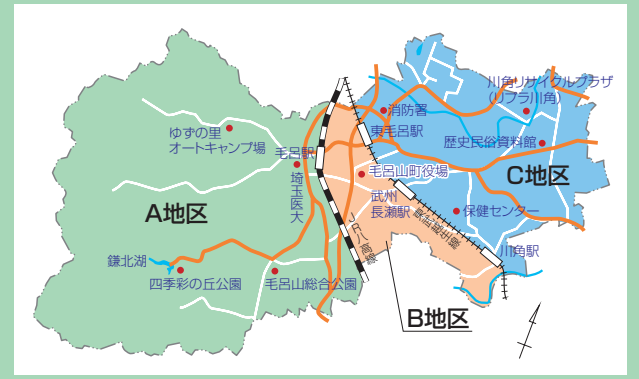 川角リサイクルプラザ
(リフラ川角)
消防署
東毛呂駅
歴史民俗資料館
ゆずの里
オートキャンプ場
毛呂駅
毛呂山町役場
C地区
埼玉医大
A地区
武州
長瀬駅
保健センター
東武越生線
JR八高線
川角駅
鎌北湖
四季彩の丘公園
毛呂山総合公園
B地区